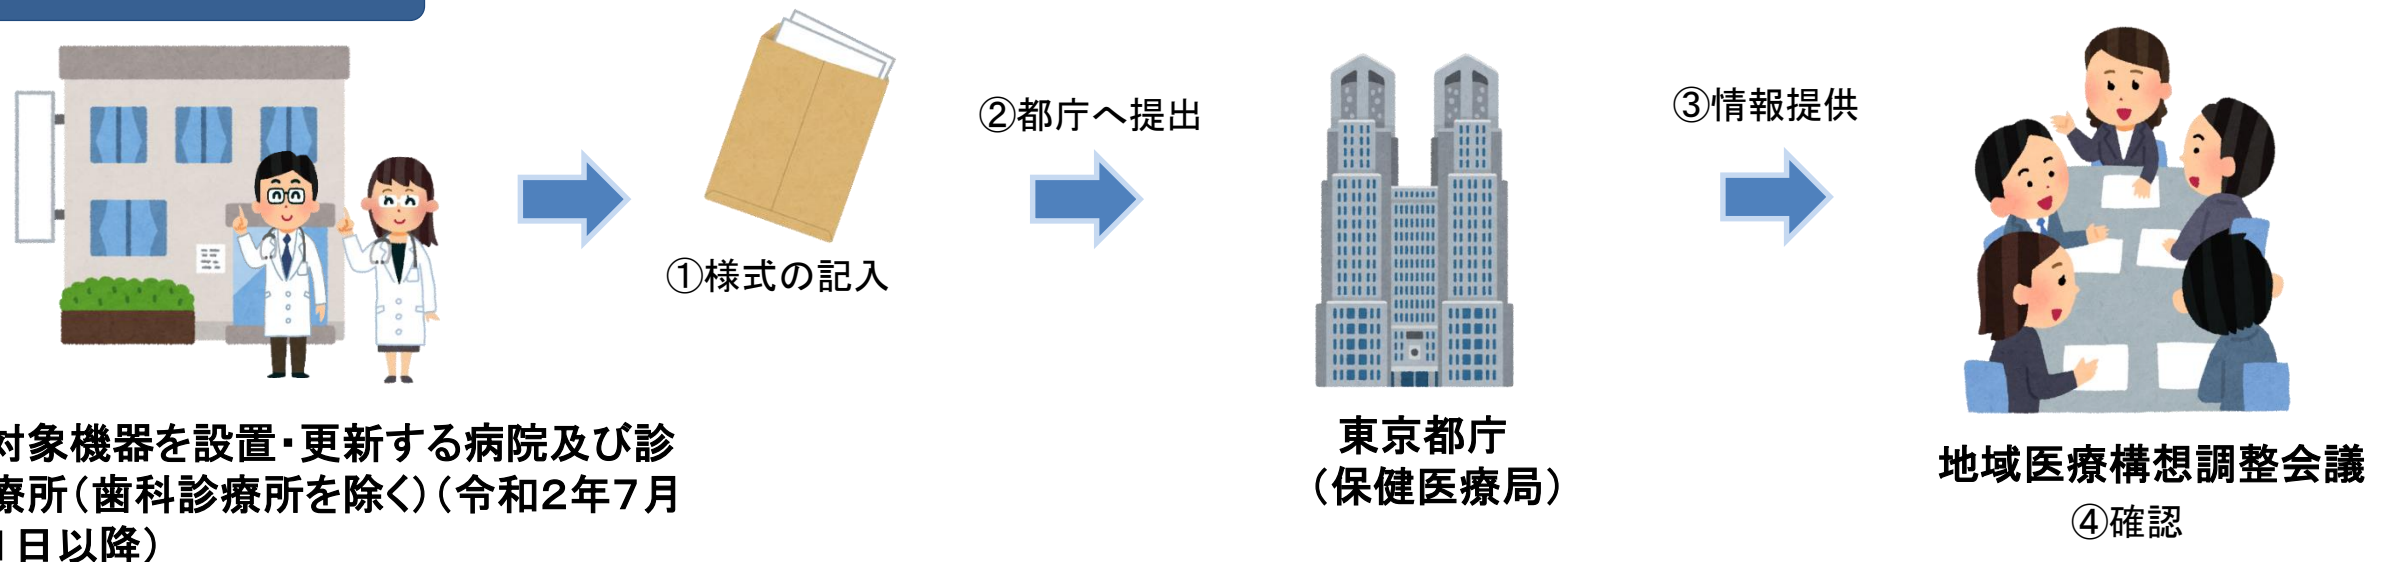 ①様式の記入
②都庁へ提出
③情報提供
対象機器を設置・更新する病院及び診
療所(歯科診療所を除く)(令和2年7月
1日以降)
東京都庁
(保健医療局)
地域医療構想調整会議
④確認